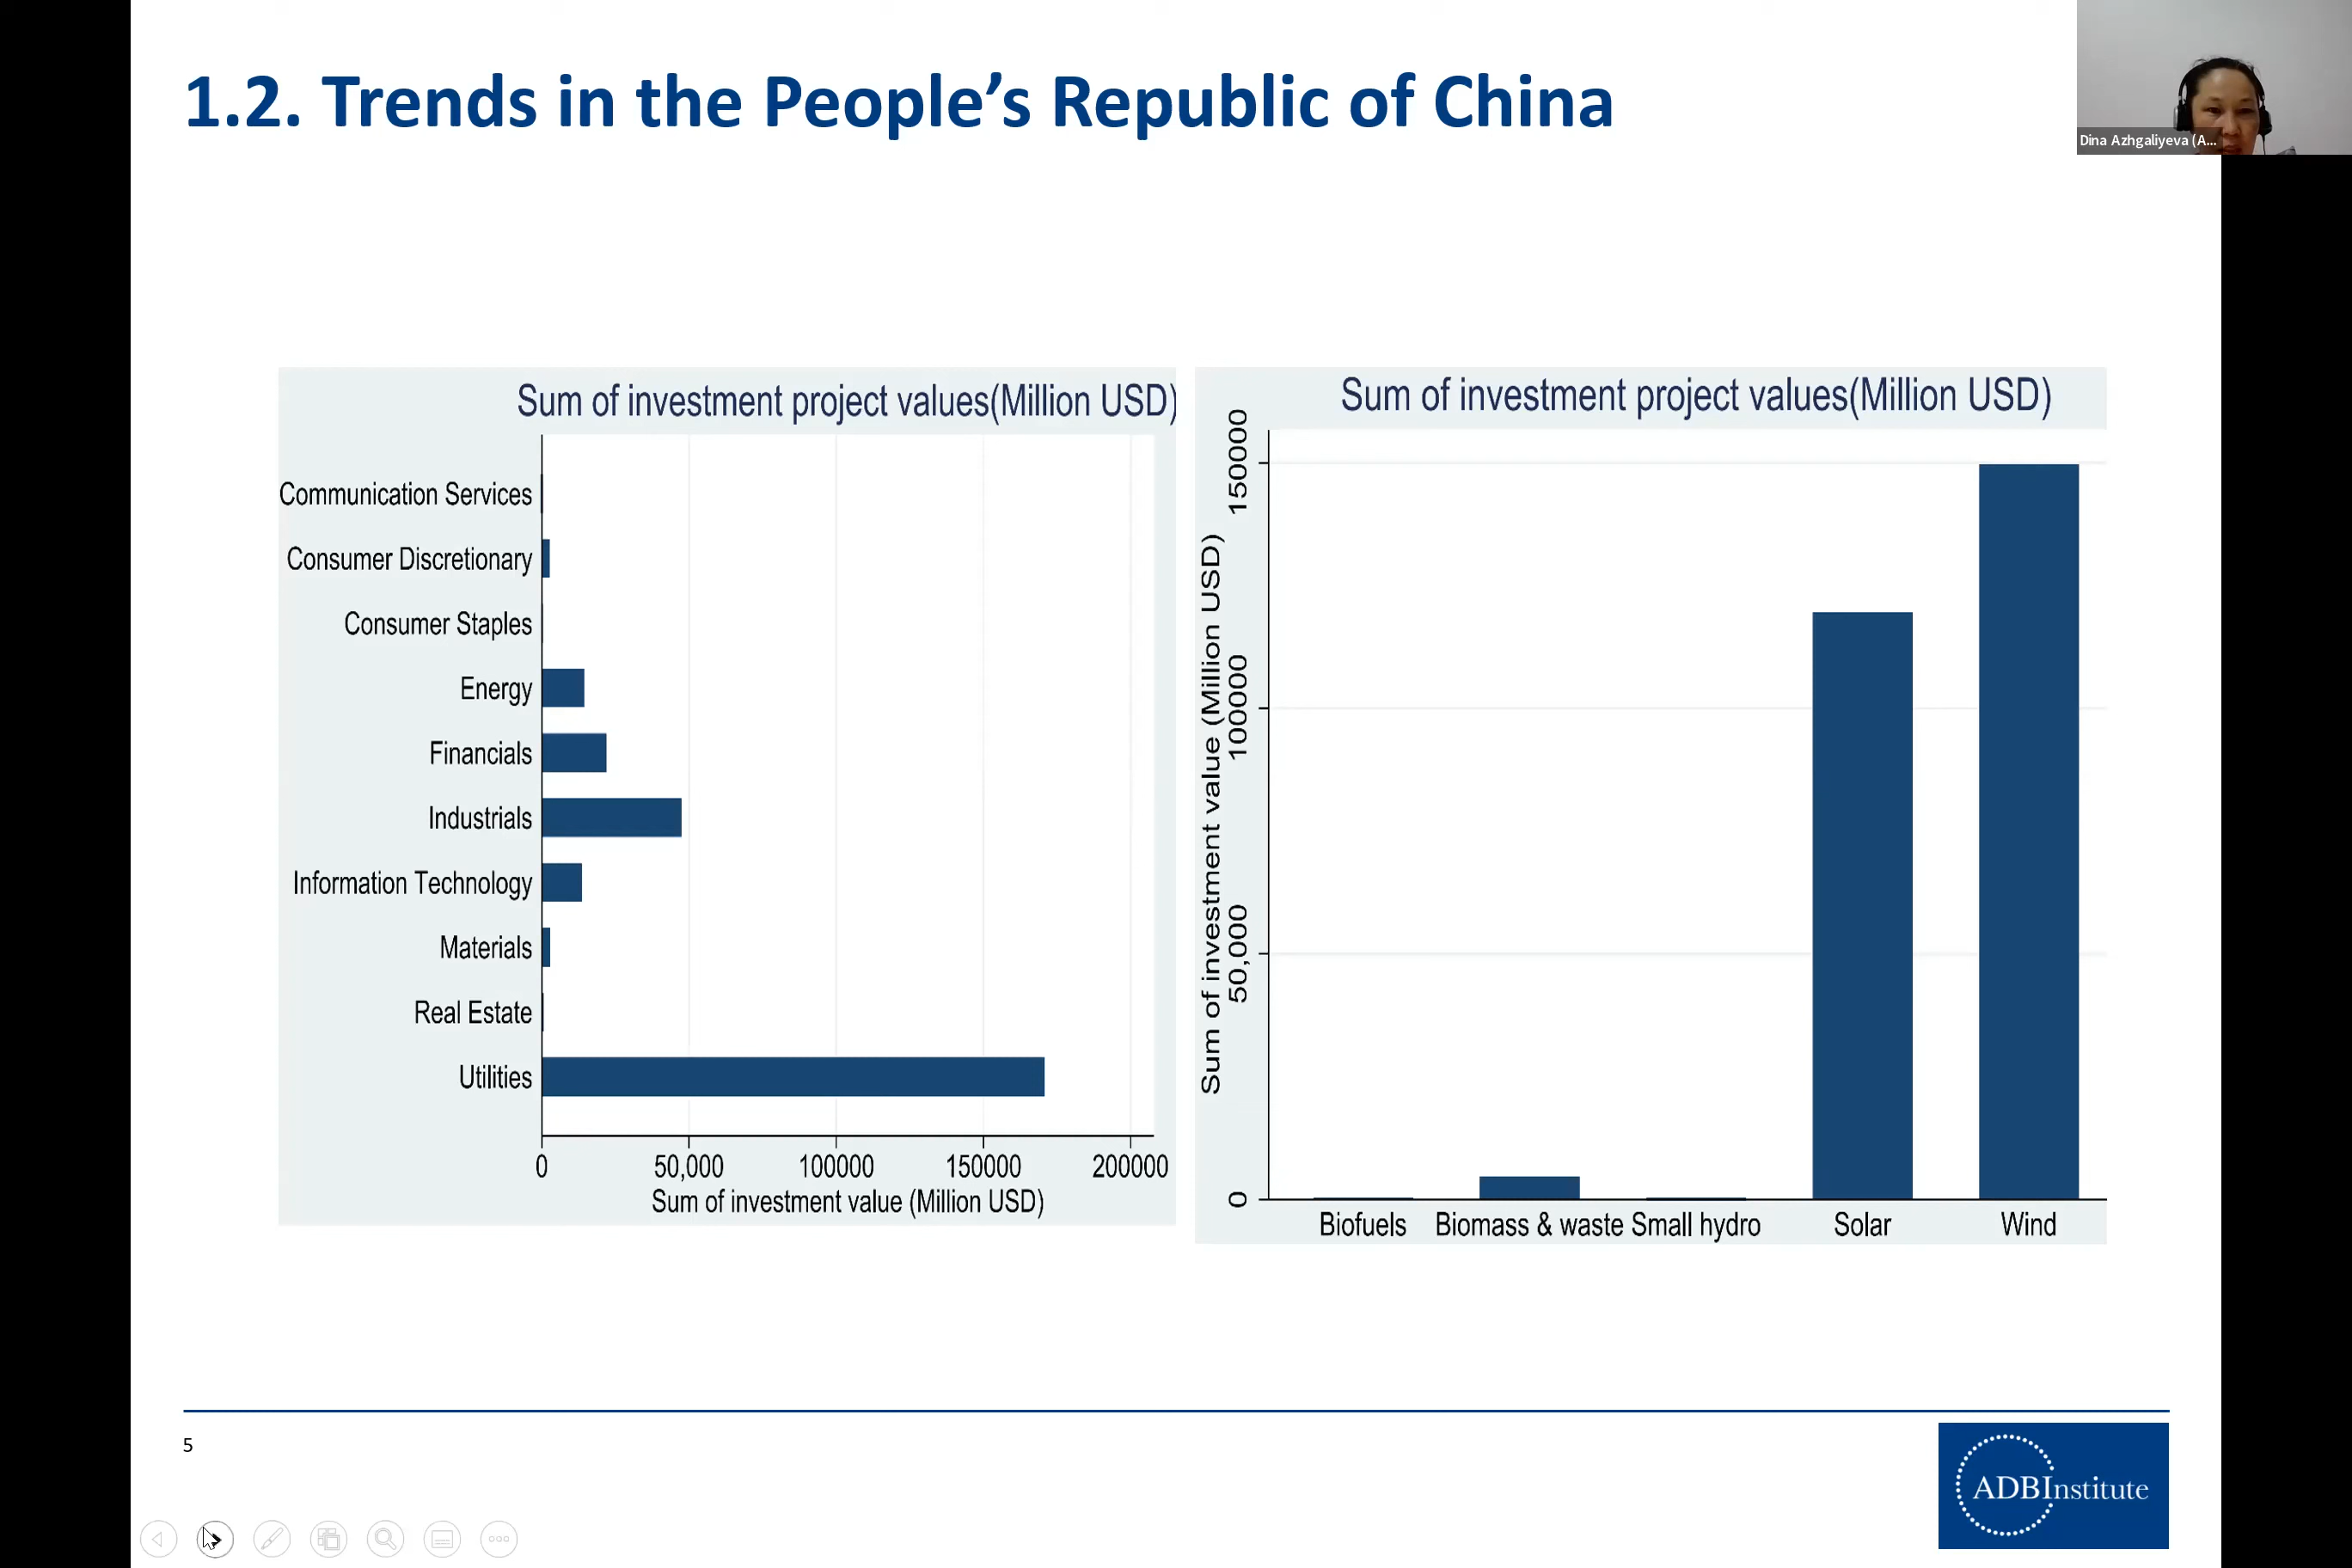 1.2. Trends in the People’s Republic of China
Dina Azhgaliyeva (A...
Sum of investment project values(Million USD)
Communication Services
Consumer Discretionary
Consumer Staples
Energy
Financials
Industrials
Information Technology
Materials
Real Estate
Utilities
0 50,000 100000 150000 200000
Sum of investment value (Million USD)
Sum of investment project values(Million USD)
Sum of investment value (Million USD)
150000
100000
50,000
0
Biofuels Biomass & waste Small hydro Solar Wind
5
ADBInstitute